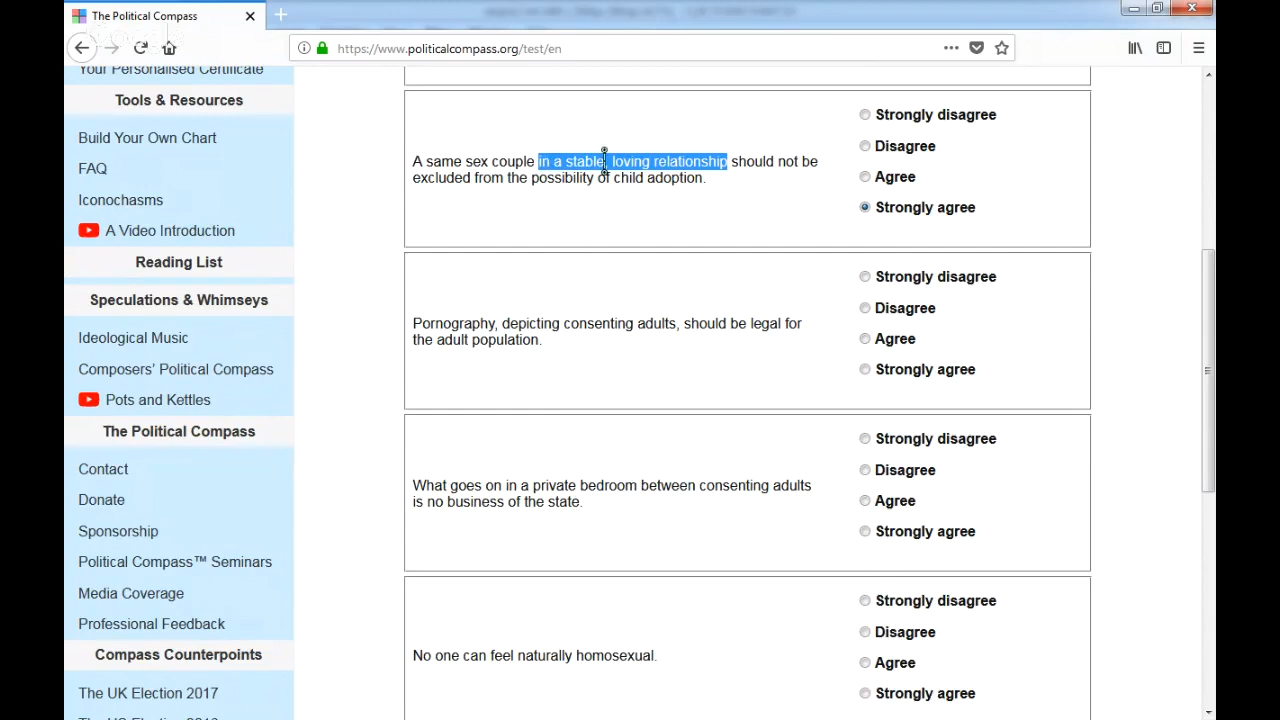 The Political Compass
https://www.politicalcompass.org/test/en
Your Personalised Certificate
Tools & Resources
Build Your Own Chart
FAQ
Iconochasms
A Video Introduction
Reading List
Speculations & Whimseys
Ideological Music
Composers' Political Compass
Pots and Kettles
The Political Compass
Contact
Donate
Sponsorship
Political Compass™ Seminars
Media Coverage
Professional Feedback
Compass Counterpoints
The UK Election 2017
A same sex couple in a stable, loving relationship should not be
excluded from the possibility of child adoption.
Strongly disagree
Disagree
Agree
Strongly agree
Pornography, depicting consenting adults, should be legal for
the adult population.
Strongly disagree
Disagree
Agree
Strongly agree
What goes on in a private bedroom between consenting adults
is no business of the state.
Strongly disagree
Disagree
Agree
Strongly agree
No one can feel naturally homosexual.
Strongly disagree
Disagree
Agree
Strongly agree